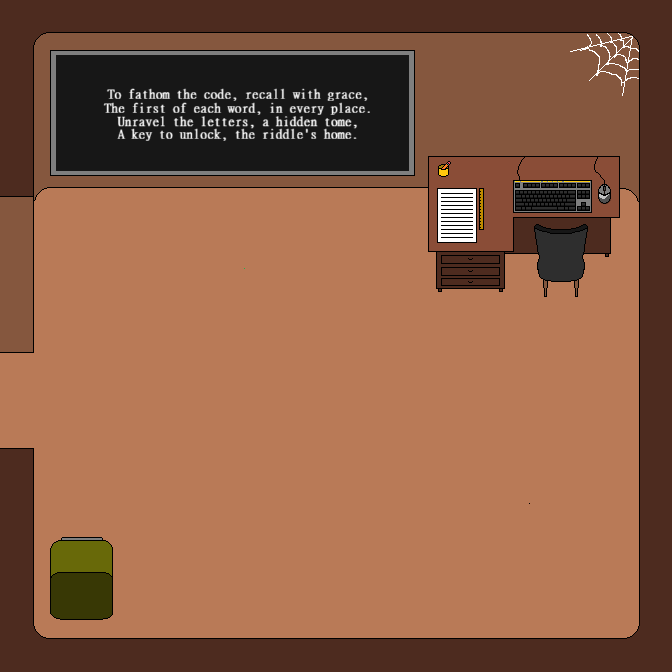 To fathom the code, recall with grace,
The first of each word, in every place.
Unravel the letters, a hidden tome,
A key to unlock, the riddle's home.